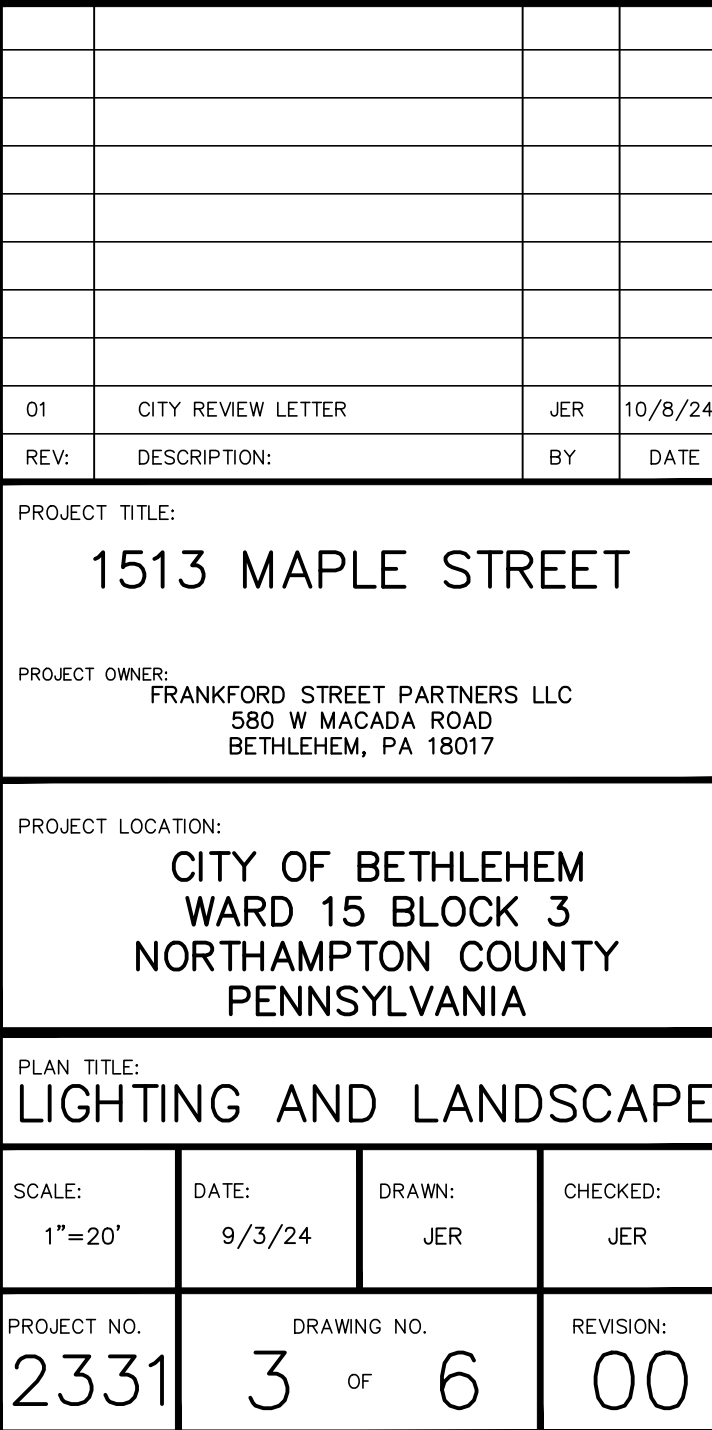 01 CITY REVIEW LETTER JER 10/8/24
REV: DESCRIPTION: BY DATE
PROJECT TITLE:
1513 MAPLE STREET
PROJECT OWNER:
FRANKFORD STREET PARTNERS LLC
580 W MACADA ROAD
BETHLEHEM, PA 18017
PROJECT LOCATION:
CITY OF BETHLEHEM
WARD 15 BLOCK 3
NORTHAMPTON COUNTY
PENNSYLVANIA
PLAN TITLE:
LIGHTING AND LANDSCAPE
SCALE: DATE: DRAWN: CHECKED:
1"=20' 9/3/24 JER JER
PROJECT NO. DRAWING NO. REVISION:
2331 3 OF 6 00